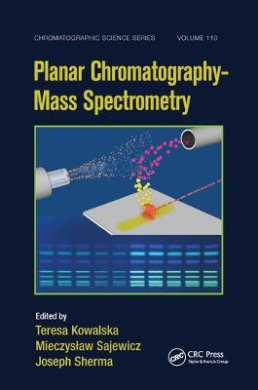 CHROMATOGRAPHIC SCIENCE SERIES VOLUME 110
Planar Chromatography-
Mass Spectrometry
Edited by
Teresa Kowalska
Mieczysław Sajewicz
Joseph Sherma
CRC Press
Taylor & Francis Group